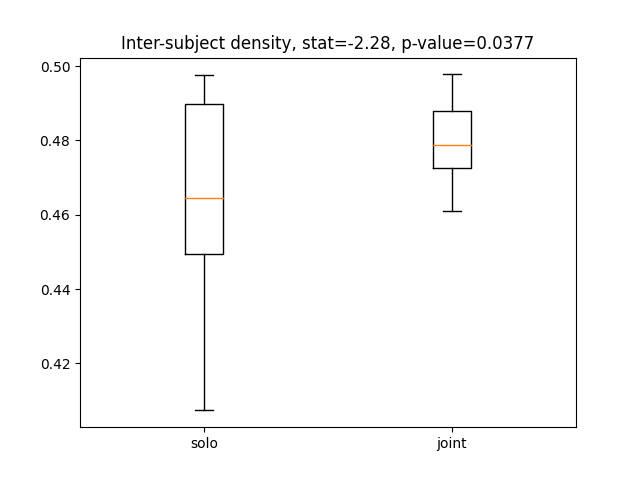 Inter-subject density, stat=-2.28, p-value=0.0377
0.50
0.48
0.46
0.44
0.42
solo
joint